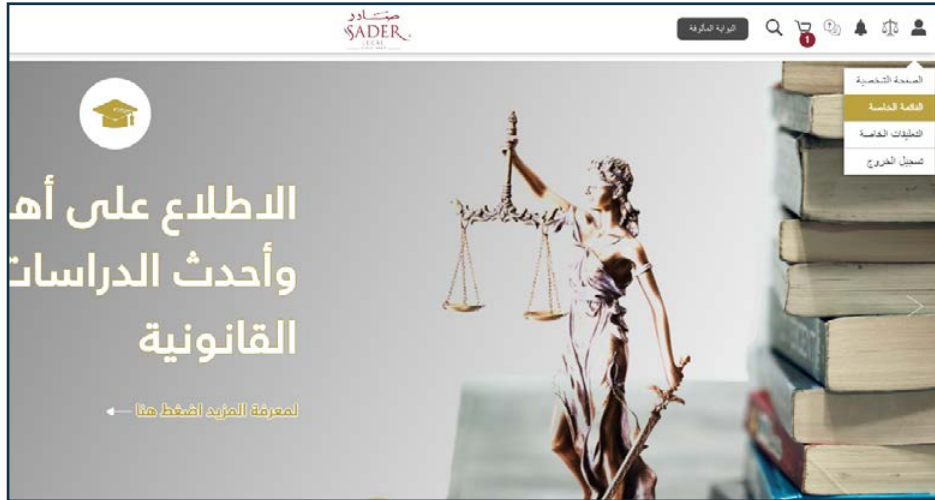 صادر
SADER
LEGAL
البوابة المألوفة
1
الصفحة الشخصية
القائمة الخاصة
التعليقات الخاصة
تسجيل الخروج
الاطلاع على أه
وأحدث الدراسات
القانونية
لمعرفة المزيد اضغط هنا